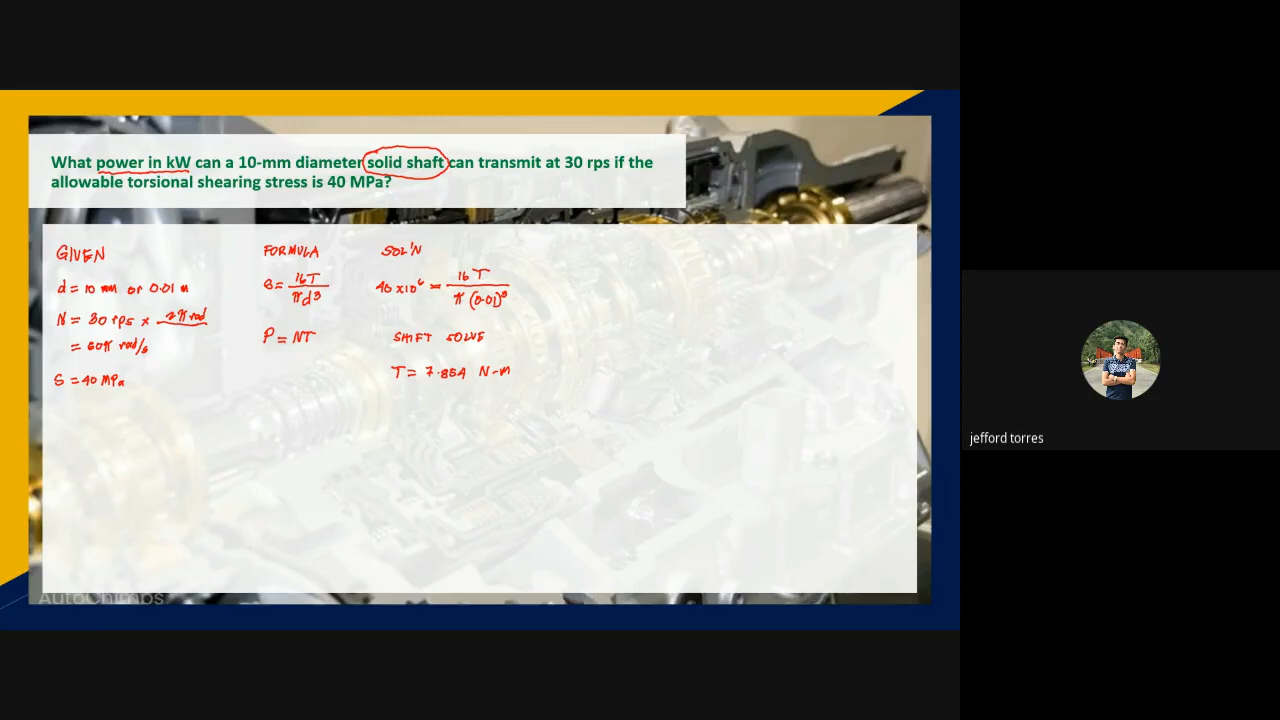 What power in kW can a 10-mm diameter solid shaft can transmit at 30 rps if the
allowable torsional shearing stress is 40 MPa?
GIVEN
d = 10 mm or 0.01 m
N = 30 rps × 2π rad
= 60π rad/s
S = 40 MPa
FORMULA
S = 16T / πd³
P = NT
SOL'N
40 x10⁶ = 16 T / π (0.01)³
SHIFT SOLVE
T = 7.854 N-m
AutoChimps
jefford torres